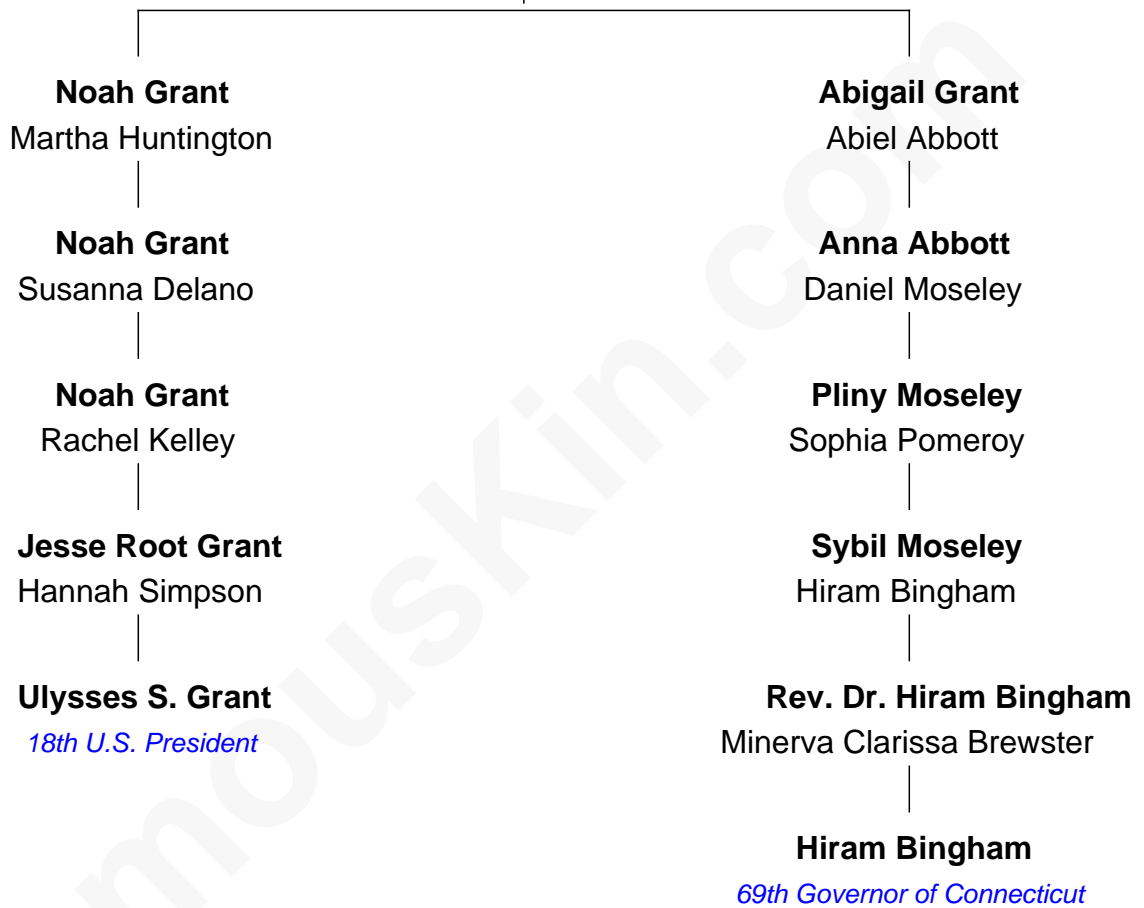 Noah Grant
Martha Huntington
Abigail Grant
Abiel Abbott
Noah Grant
Susanna Delano
Anna Abbott
Daniel Moseley
Noah Grant
Rachel Kelley
Pliny Moseley
Sophia Pomeroy
Jesse Root Grant
Hannah Simpson
Sybil Moseley
Hiram Bingham
Ulysses S. Grant
18th U.S. President
Rev. Dr. Hiram Bingham
Minerva Clarissa Brewster
Hiram Bingham
69th Governor of Connecticut
mousKin.com